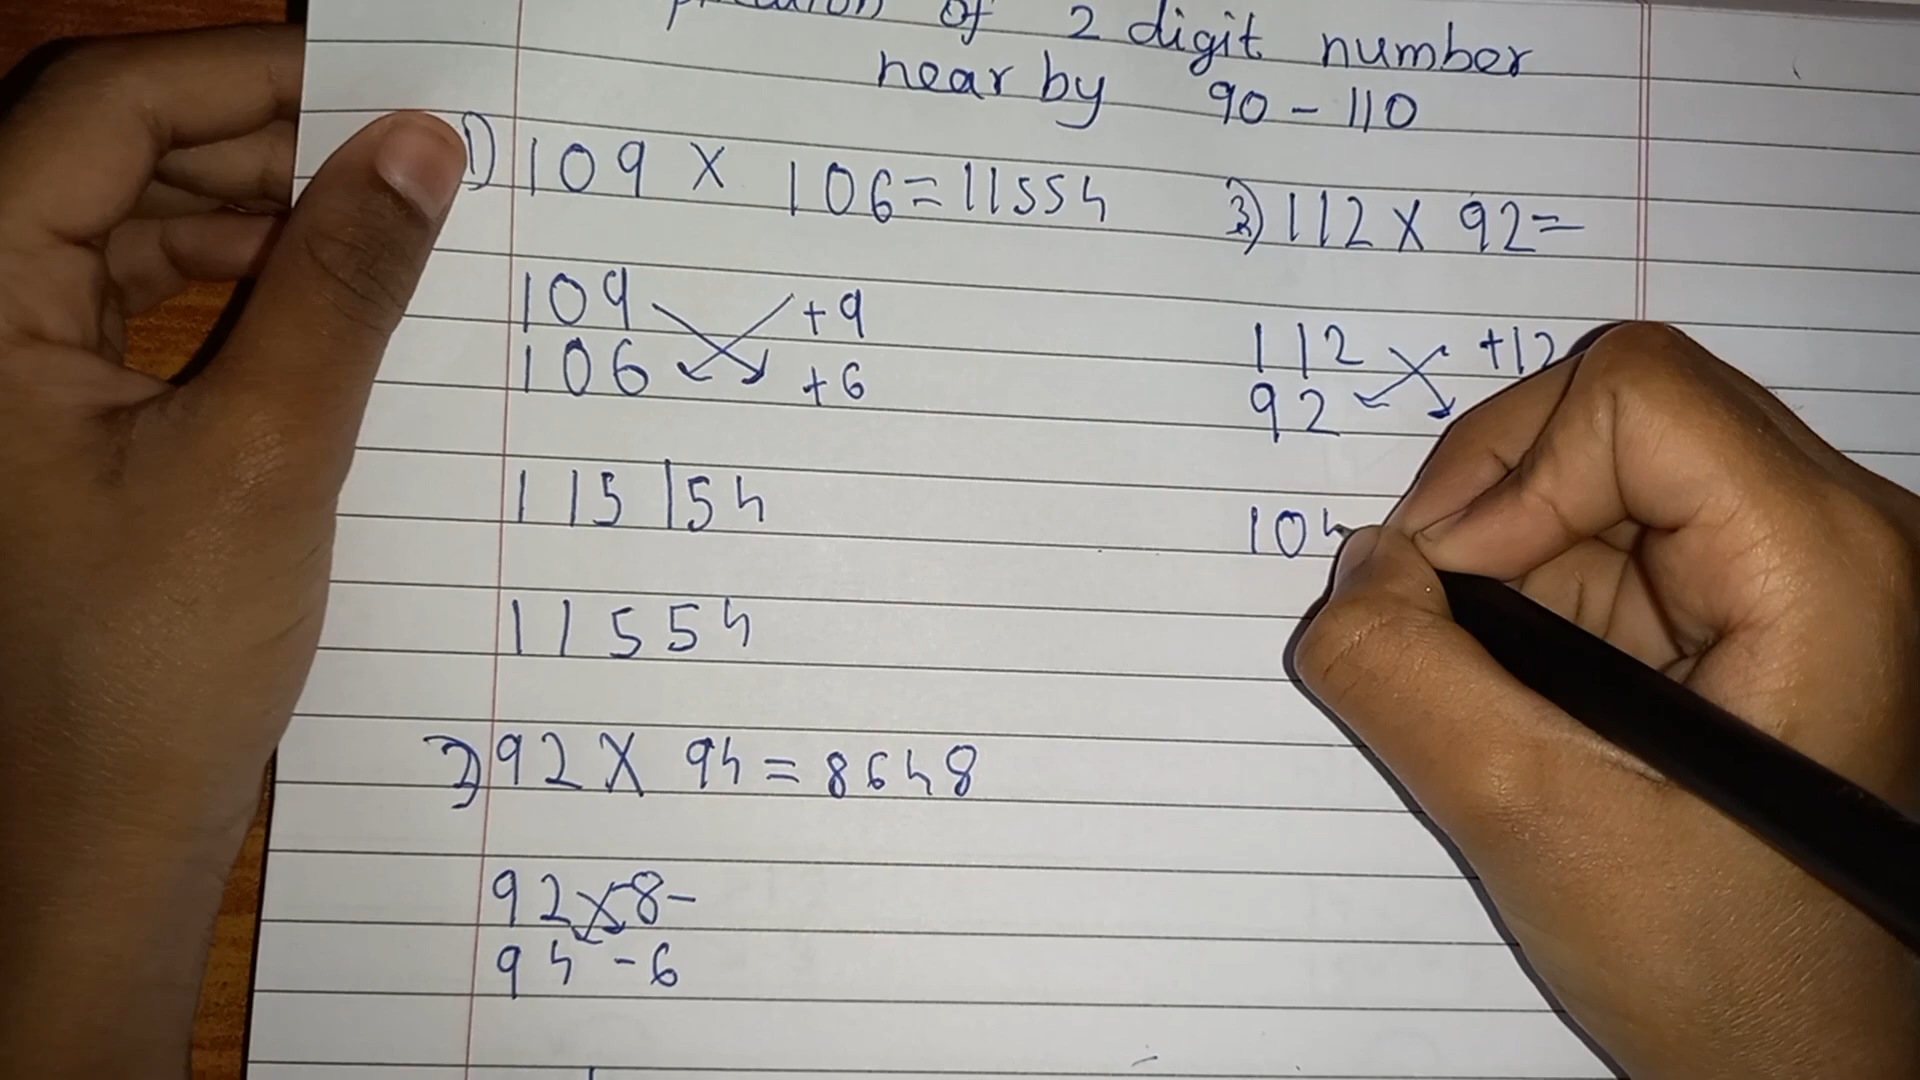 of 2 digit number
near by 90 - 110
1) 109 X 106 = 11554
109 +9
106 +6
115 | 54
11554
2) 92 X 94 = 8648
92 -8-
94 -6
3) 112 X 92 =
112 +12
92
104